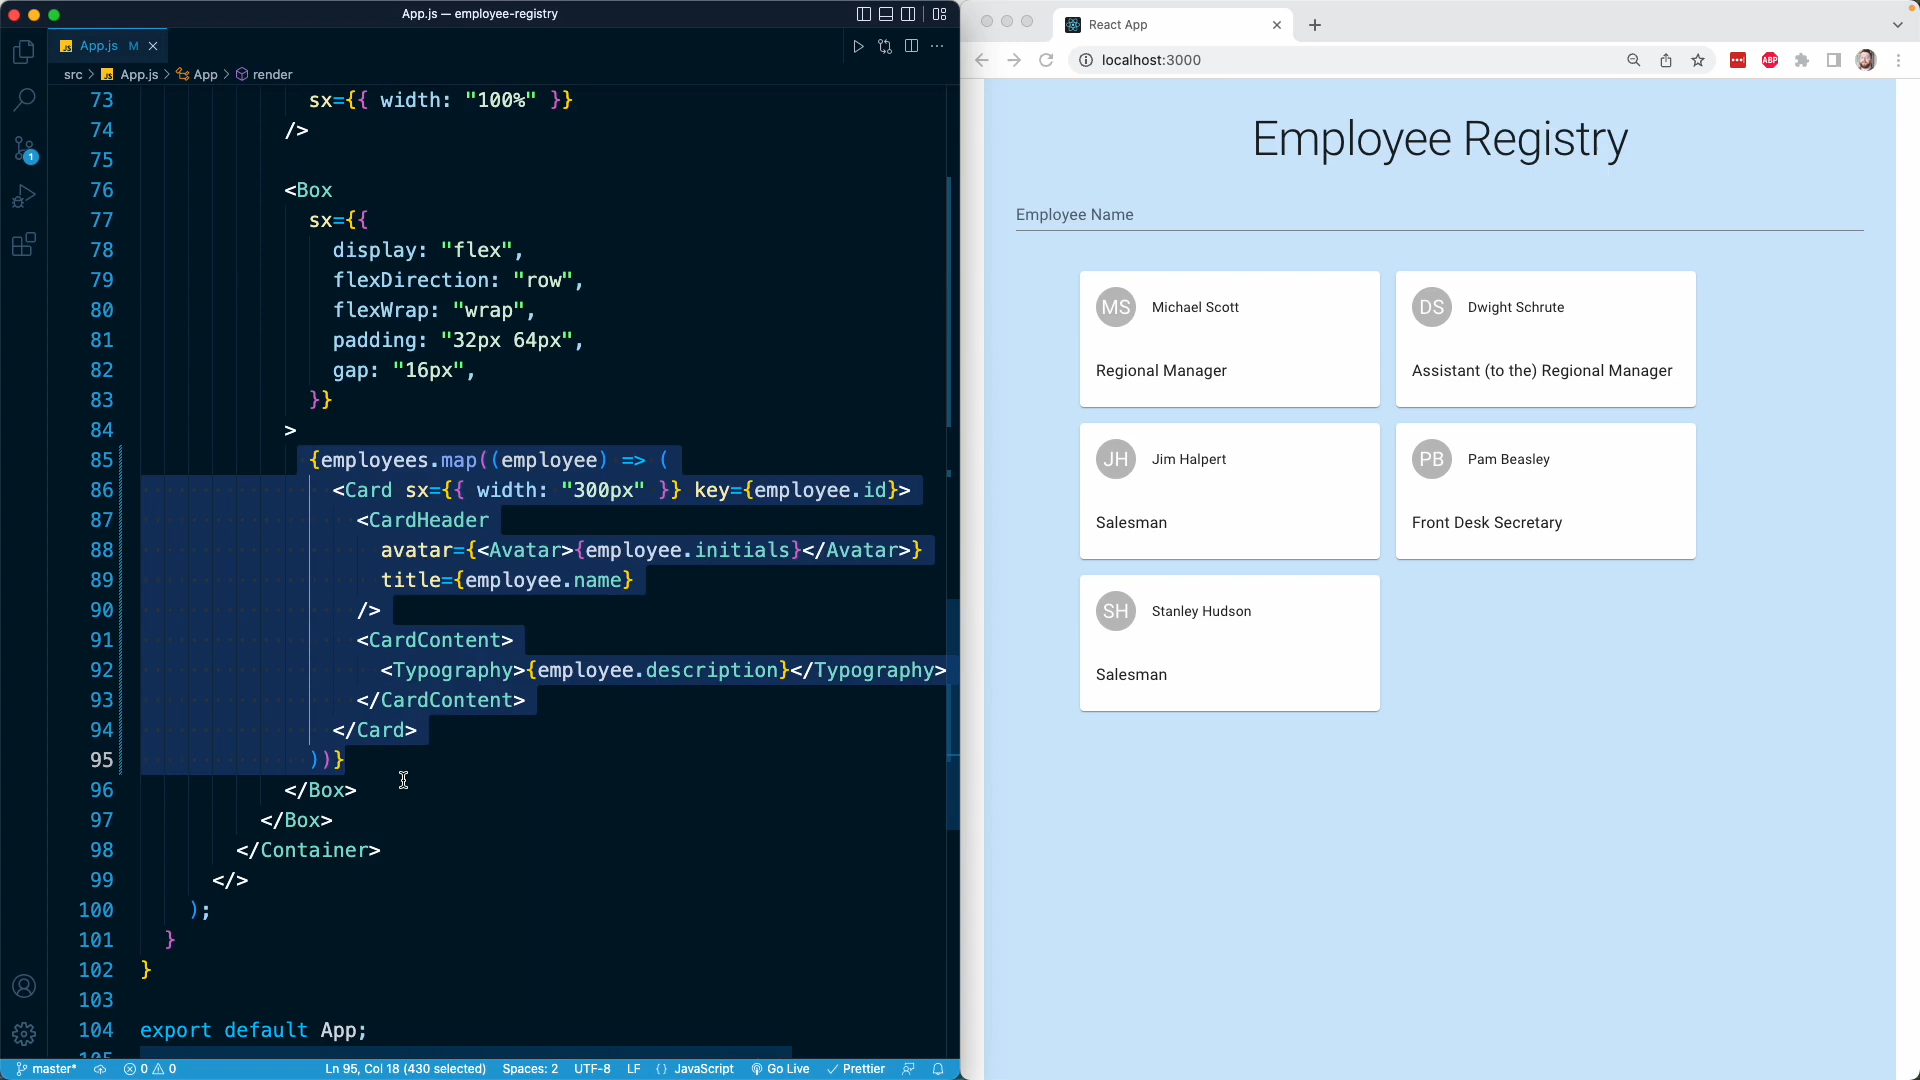 App.js — employee-registry
JS App.js M
src > JS App.js > App > render
73 sx={{ width: "100%" }}
74 />
75
76 <Box
77 sx={{
78 display: "flex",
79 flexDirection: "row",
80 flexWrap: "wrap",
81 padding: "32px 64px",
82 gap: "16px",
83 }}
84 >
85 {employees.map((employee) => (
86 <Card sx={{ width: "300px" }} key={employee.id}>
87 <CardHeader
88 avatar={<Avatar>{employee.initials}</Avatar>}
89 title={employee.name}
90 />
91 <CardContent>
92 <Typography>{employee.description}</Typography>
93 </CardContent>
94 </Card>
95 ))}
96 </Box>
97 </Box>
98 </Container>
99 </>
100 );
101 }
102 }
103
104 export default App;
105
1
master* 0 0 Ln 95, Col 18 (430 selected) Spaces: 2 UTF-8 LF {} JavaScript Go Live Prettier
React App
localhost:3000
ABP
Employee Registry
Employee Name
MS Michael Scott
Regional Manager
DS Dwight Schrute
Assistant (to the) Regional Manager
JH Jim Halpert
Salesman
PB Pam Beasley
Front Desk Secretary
SH Stanley Hudson
Salesman